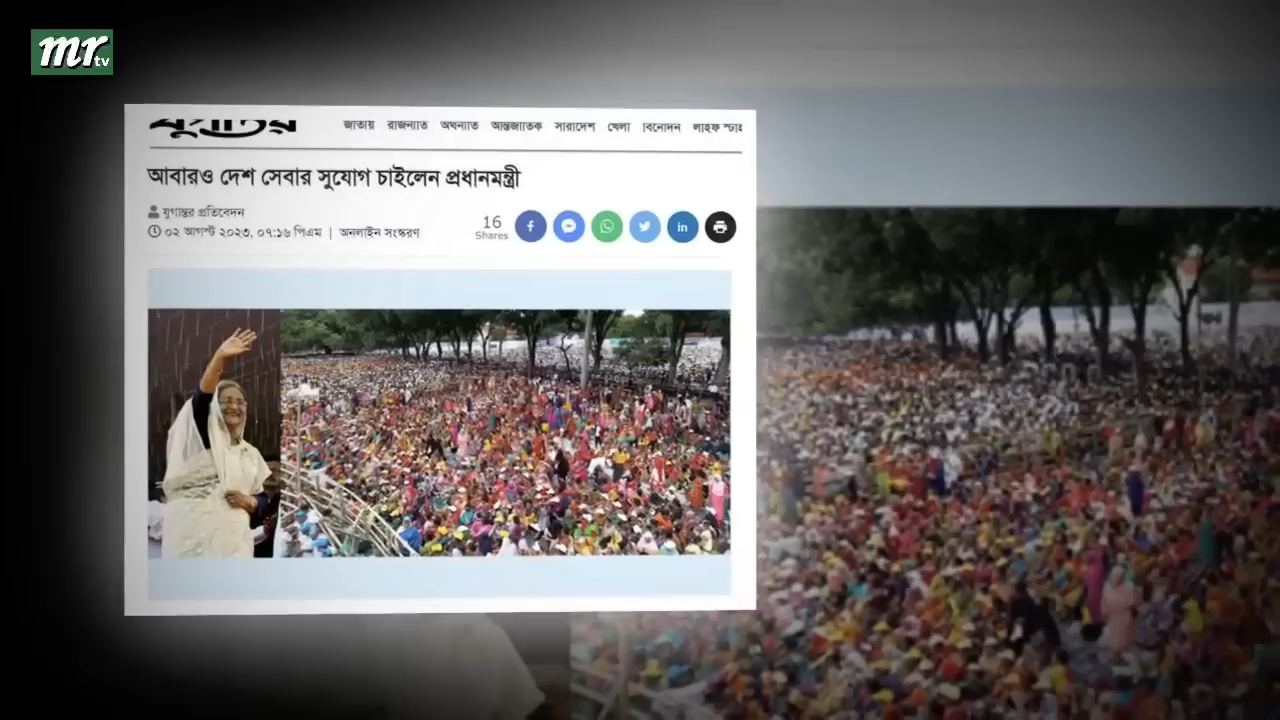 mr tv
যুগান্তর
জাতীয় রাজনীতি অর্থনীতি আন্তর্জাতিক সারাদেশ খেলা বিনোদন লাইফ স্টাইল
আবারও দেশ সেবার সুযোগ চাইলেন প্রধানমন্ত্রী
যুগান্তর প্রতিবেদন
০২ আগস্ট ২০২৩, ০৭:১৬ পিএম | অনলাইন সংস্করণ
16
Shares